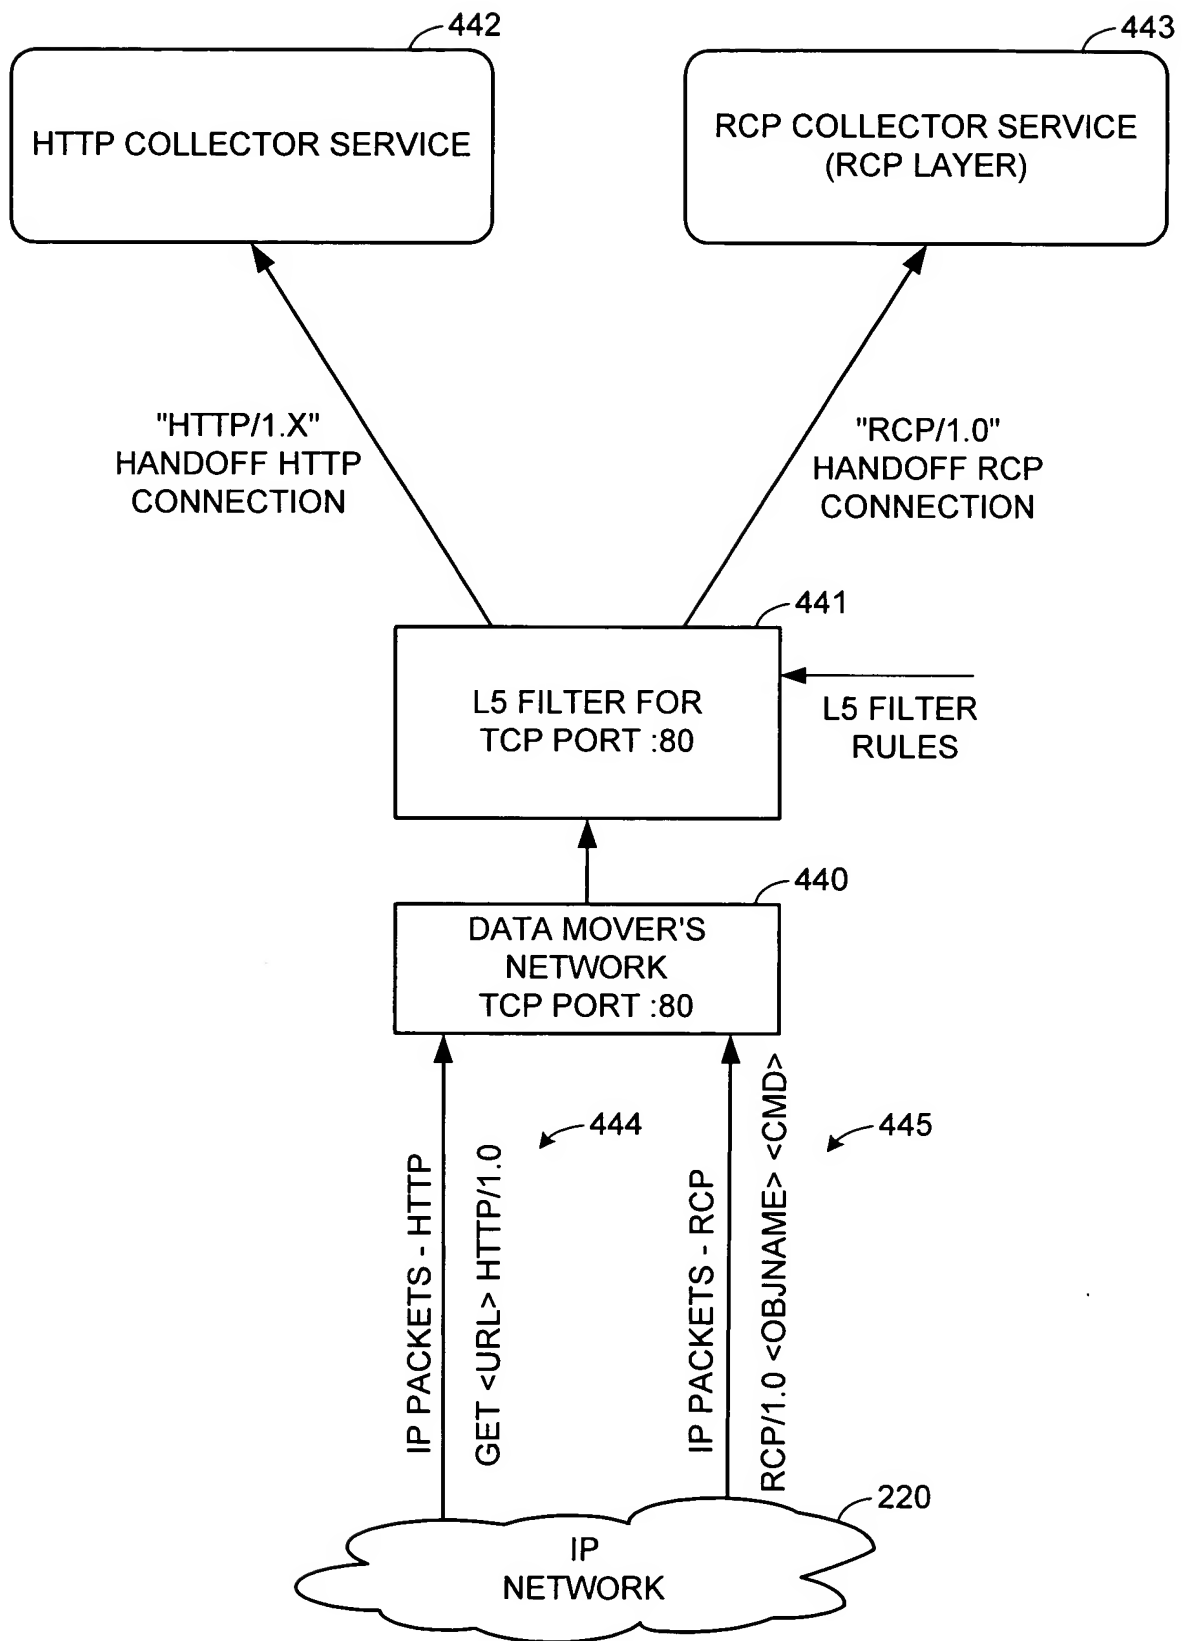 442
HTTP COLLECTOR SERVICE
443
RCP COLLECTOR SERVICE
(RCP LAYER)
"HTTP/1.X"
HANDOFF HTTP
CONNECTION
"RCP/1.0"
HANDOFF RCP
CONNECTION
441
L5 FILTER FOR
TCP PORT :80
L5 FILTER
RULES
440
DATA MOVER'S
NETWORK
TCP PORT :80
IP PACKETS - HTTP
GET <URL> HTTP/1.0
444
IP PACKETS - RCP
RCP/1.0 <OBJNAME> <CMD>
445
220
IP
NETWORK